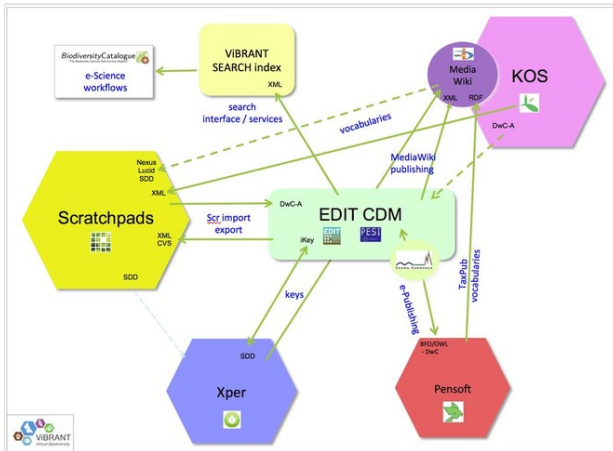 BiodiversityCatalogue
e-Science
workflows
ViBRANT
SEARCH index
XML
search
interface / services
Media
Wiki
XML RDF
KOS
DwC-A
vocabularies
MediaWiki
publishing
Nexus
Lucid
SDD
XML
Scratchpads
XML
CVS
SDD
Scr import
export
DwC-A
EDIT CDM
iKey
EDIT
PESI
keys
e-Publishing
TaxPub
vocabularies
SDD
Xper
BFO/OWL
- DwC
Pensoft
ViBRANT
Virtual Biodiversity